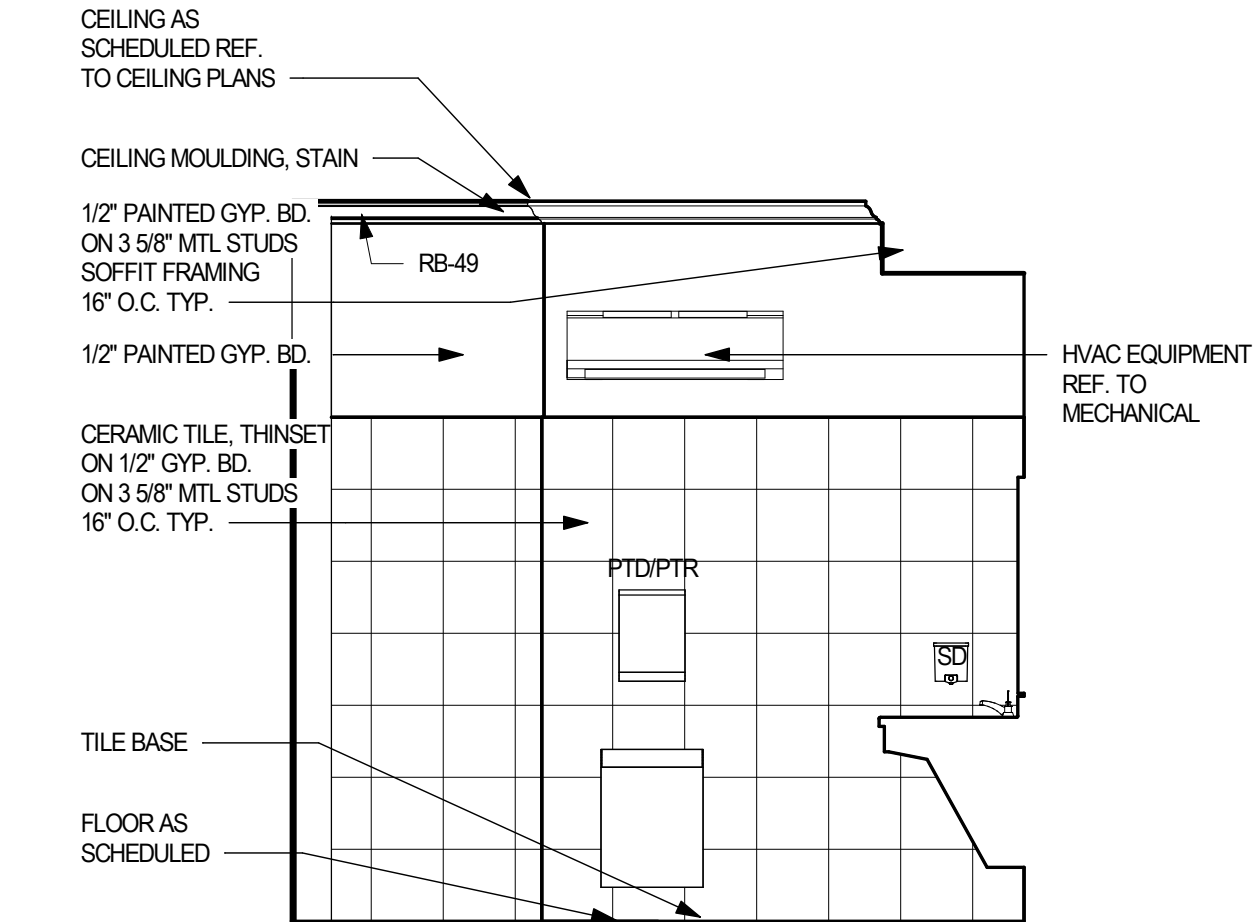 CEILING AS
SCHEDULED REF.
TO CEILING PLANS
CEILING MOULDING, STAIN
1/2" PAINTED GYP. BD.
ON 3 5/8" MTL STUDS
SOFFIT FRAMING
16" O.C. TYP.
RB-49
1/2" PAINTED GYP. BD.
HVAC EQUIPMENT
REF. TO
MECHANICAL
CERAMIC TILE, THINSET
ON 1/2" GYP. BD.
ON 3 5/8" MTL STUDS
16" O.C. TYP.
PTD/PTR
SD
TILE BASE
FLOOR AS
SCHEDULED